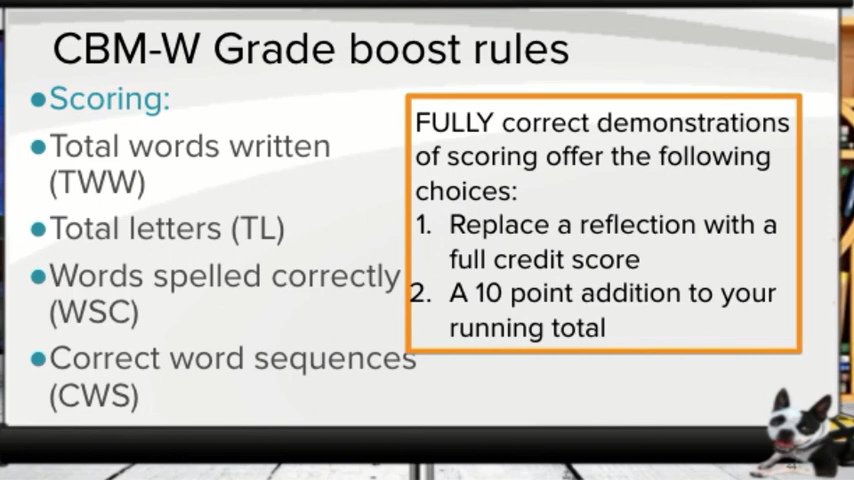 CBM-W Grade boost rules
●Scoring:
●Total words written
(TWW)
●Total letters (TL)
●Words spelled correctly
(WSC)
●Correct word sequences
(CWS)
FULLY correct demonstrations
of scoring offer the following
choices:
1. Replace a reflection with a
full credit score
2. A 10 point addition to your
running total
4